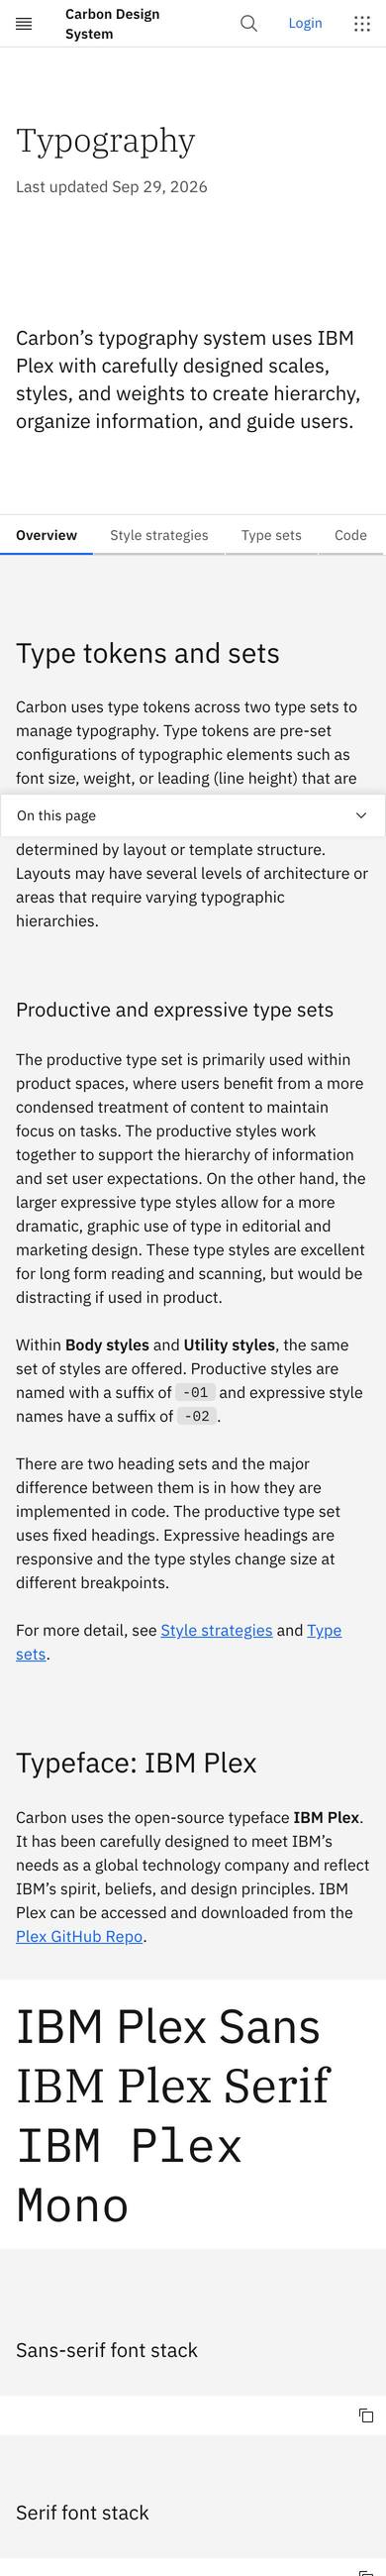 Carbon Design
System
Login
Typography
Last updated Sep 29, 2026
Carbon’s typography system uses IBM
Plex with carefully designed scales,
styles, and weights to create hierarchy,
organize information, and guide users.
Overview
Style strategies
Type sets
Code
Type tokens and sets
Carbon uses type tokens across two type sets to
manage typography. Type tokens are pre-set
configurations of typographic elements such as
font size, weight, or leading (line height) that are
On this page
determined by layout or template structure.
Layouts may have several levels of architecture or
areas that require varying typographic
hierarchies.
Productive and expressive type sets
The productive type set is primarily used within
product spaces, where users benefit from a more
condensed treatment of content to maintain
focus on tasks. The productive styles work
together to support the hierarchy of information
and set user expectations. On the other hand, the
larger expressive type styles allow for a more
dramatic, graphic use of type in editorial and
marketing design. These type styles are excellent
for long form reading and scanning, but would be
distracting if used in product.
Within Body styles and Utility styles, the same
set of styles are offered. Productive styles are
named with a suffix of -01 and expressive style
names have a suffix of -02.
There are two heading sets and the major
difference between them is in how they are
implemented in code. The productive type set
uses fixed headings. Expressive headings are
responsive and the type styles change size at
different breakpoints.
For more detail, see Style strategies and Type
sets.
Typeface: IBM Plex
Carbon uses the open-source typeface IBM Plex.
It has been carefully designed to meet IBM’s
needs as a global technology company and reflect
IBM’s spirit, beliefs, and design principles. IBM
Plex can be accessed and downloaded from the
Plex GitHub Repo.
IBM Plex Sans
IBM Plex Serif
IBM Plex
Mono
Sans-serif font stack
Serif font stack